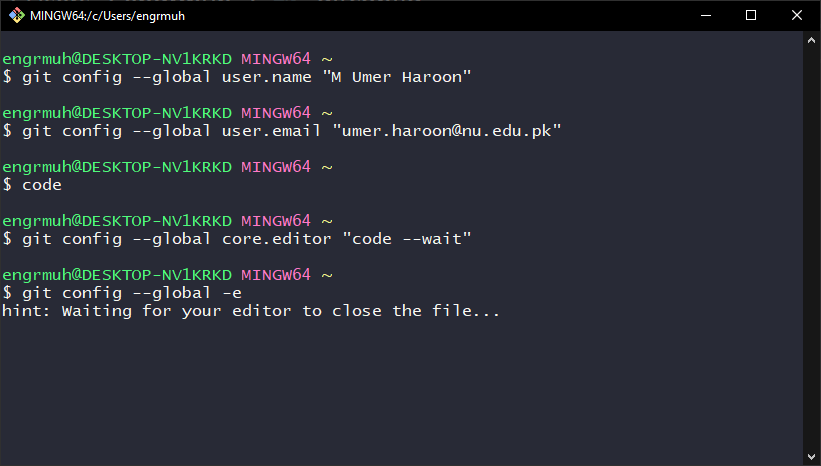 MINGW64:/c/Users/engrmuh
engrmuh@DESKTOP-NV1KRKD MINGW64 ~
$ git config --global user.name "M Umer Haroon"
engrmuh@DESKTOP-NV1KRKD MINGW64 ~
$ git config --global user.email "umer.haroon@nu.edu.pk"
engrmuh@DESKTOP-NV1KRKD MINGW64 ~
$ code
engrmuh@DESKTOP-NV1KRKD MINGW64 ~
$ git config --global core.editor "code --wait"
engrmuh@DESKTOP-NV1KRKD MINGW64 ~
$ git config --global -e
hint: Waiting for your editor to close the file...